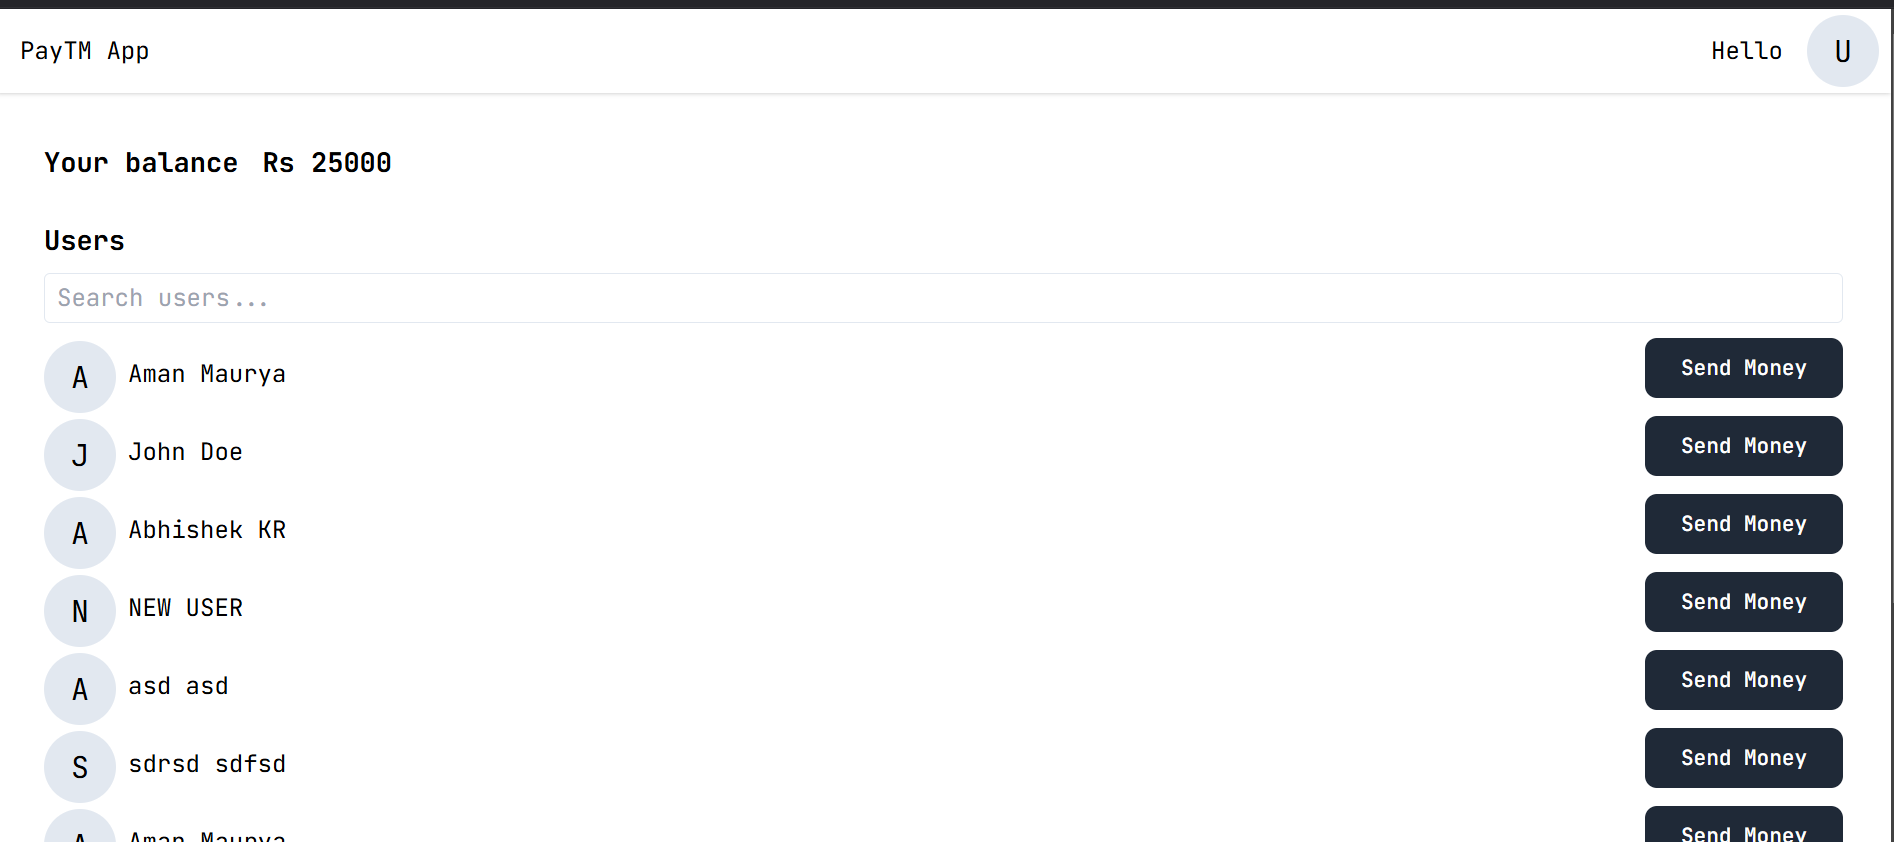 PayTM App Hello U
Your balance Rs 25000
Users
Search users...
A Aman Maurya Send Money
J John Doe Send Money
A Abhishek KR Send Money
N NEW USER Send Money
A asd asd Send Money
S sdrsd sdfsd Send Money
A Aman Maurya Send Money